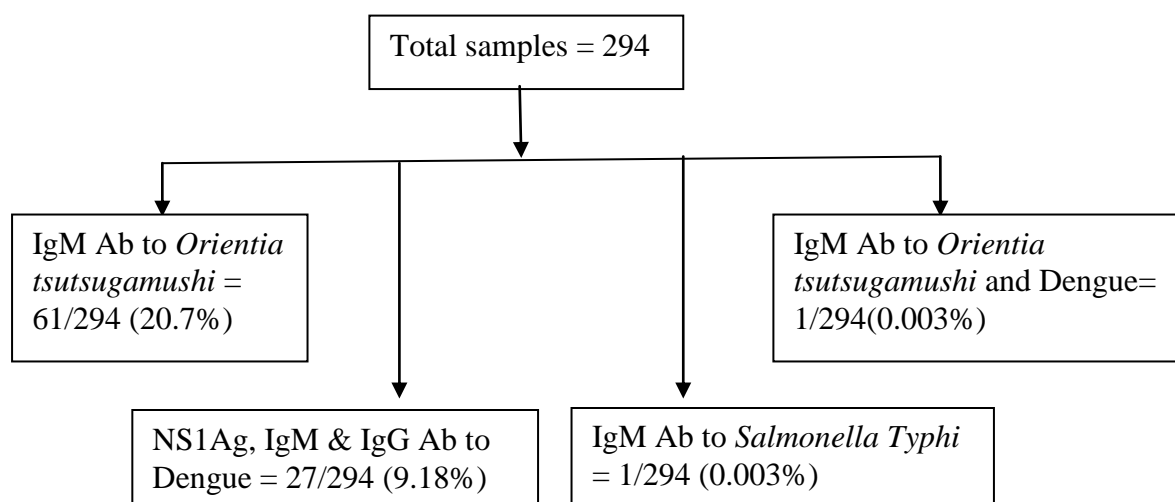 Total samples = 294
IgM Ab to Orientia
tsutsugamushi =
61/294 (20.7%)
IgM Ab to Orientia
tsutsugamushi and Dengue=
1/294(0.003%)
NS1Ag, IgM & IgG Ab to
Dengue = 27/294 (9.18%)
IgM Ab to Salmonella Typhi
= 1/294 (0.003%)